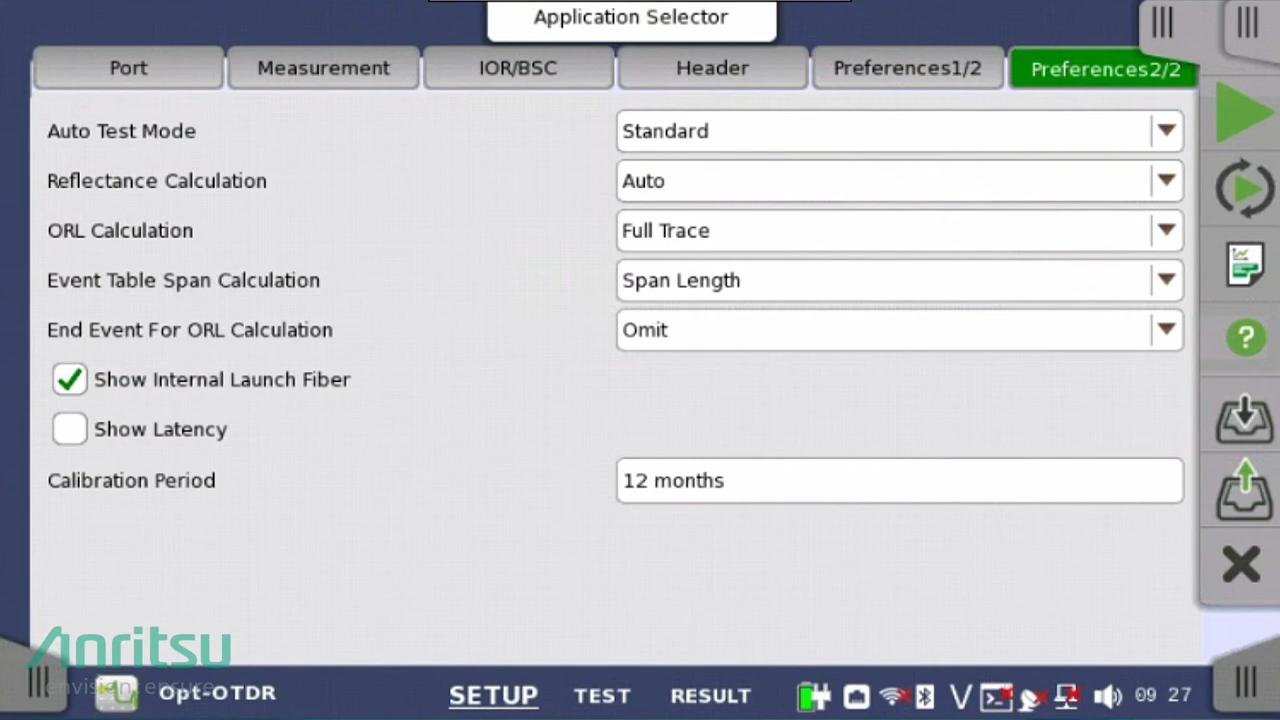 Application Selector
Port Measurement IOR/BSC Header Preferences1/2 Preferences2/2
Auto Test Mode Standard
Reflectance Calculation Auto
ORL Calculation Full Trace
Event Table Span Calculation Span Length
End Event For ORL Calculation Omit
Show Internal Launch Fiber
Show Latency
Calibration Period 12 months
Anritsu
envision : ensure
Opt-OTDR SETUP TEST RESULT 09 27